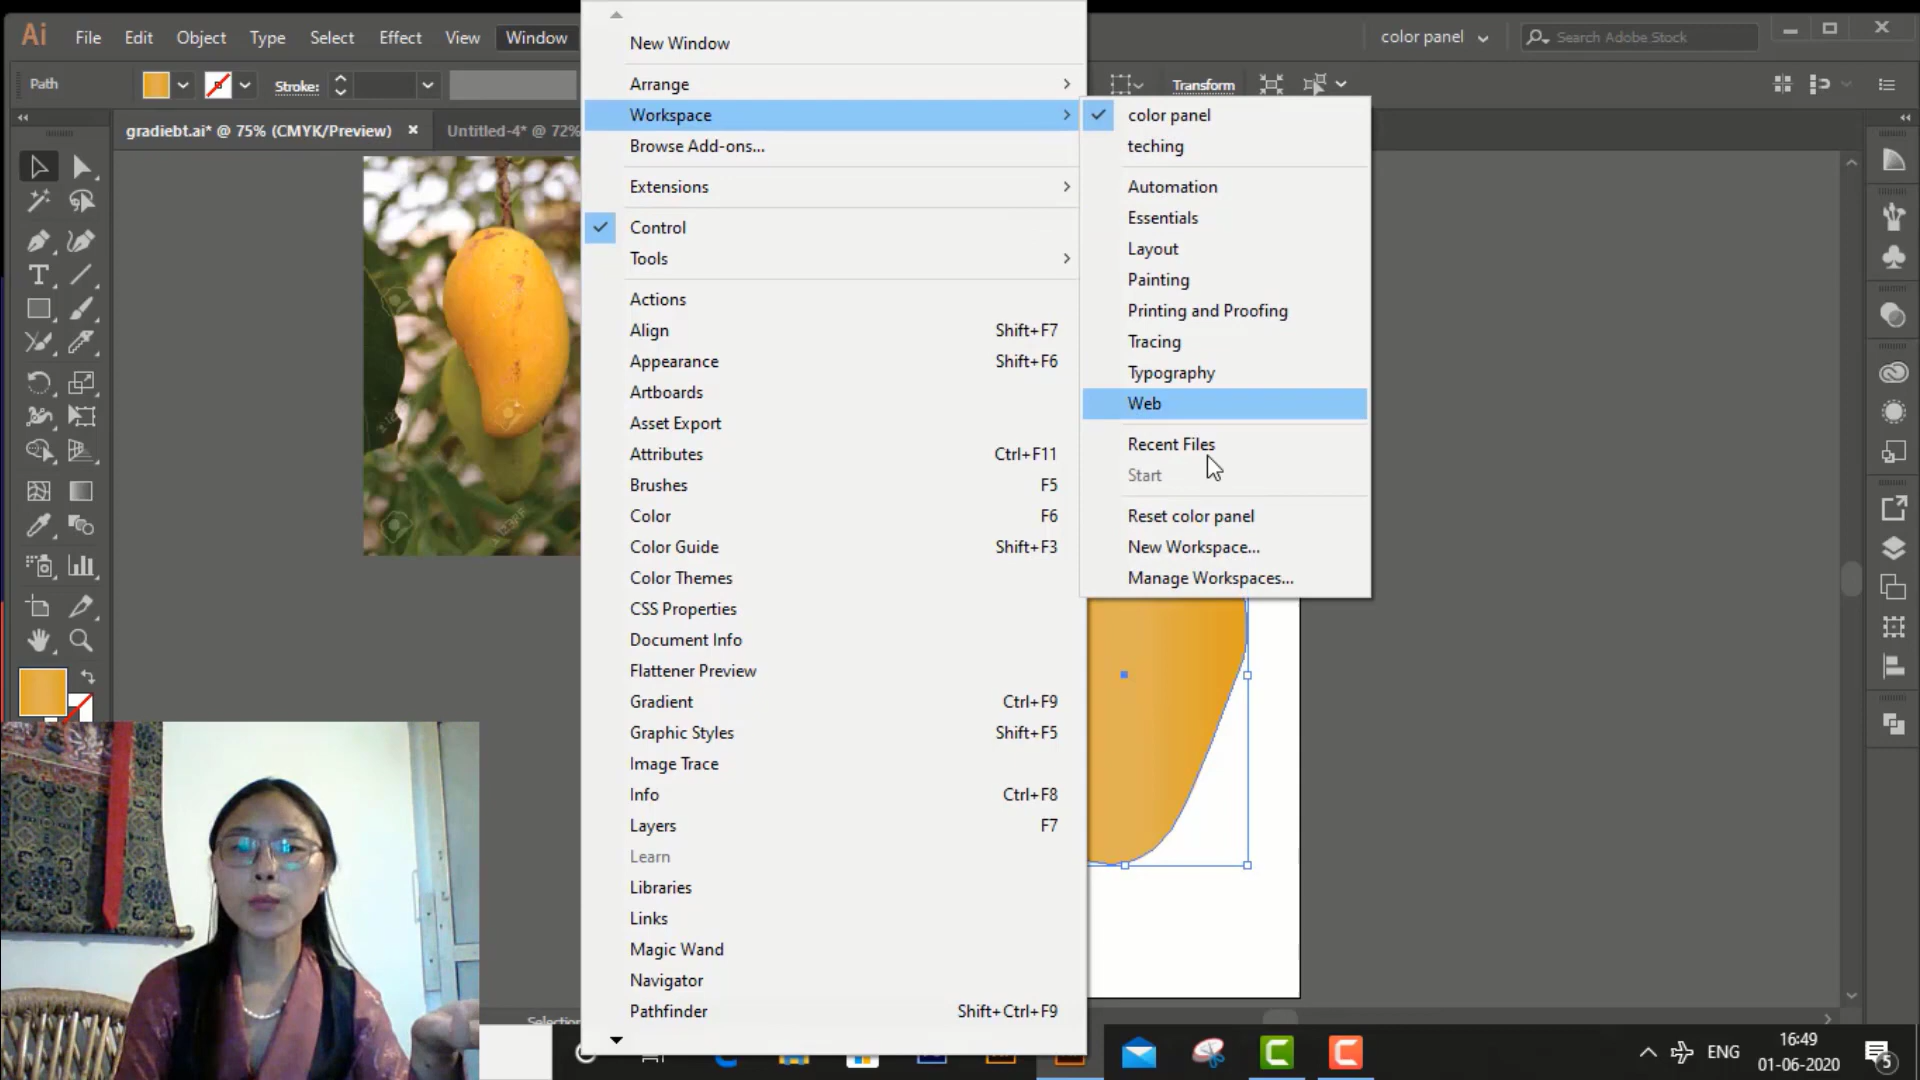 Ai File Edit Object Type Select Effect View Window
color panel
Search Adobe Stock
Path
Stroke:
Transform
gradiebt.ai* @ 75% (CMYK/Preview)
Untitled-4* @ 72%
New Window
Arrange
Workspace
Browse Add-ons...
Extensions
Control
Tools
Actions
Align Shift+F7
Appearance Shift+F6
Artboards
Asset Export
Attributes Ctrl+F11
Brushes F5
Color F6
Color Guide Shift+F3
Color Themes
CSS Properties
Document Info
Flattener Preview
Gradient Ctrl+F9
Graphic Styles Shift+F5
Image Trace
Info Ctrl+F8
Layers F7
Learn
Libraries
Links
Magic Wand
Navigator
Pathfinder Shift+Ctrl+F9
color panel
teching
Automation
Essentials
Layout
Painting
Printing and Proofing
Tracing
Typography
Web
Recent Files
Start
Reset color panel
New Workspace...
Manage Workspaces...
ENG
16:49
01-06-2020
5